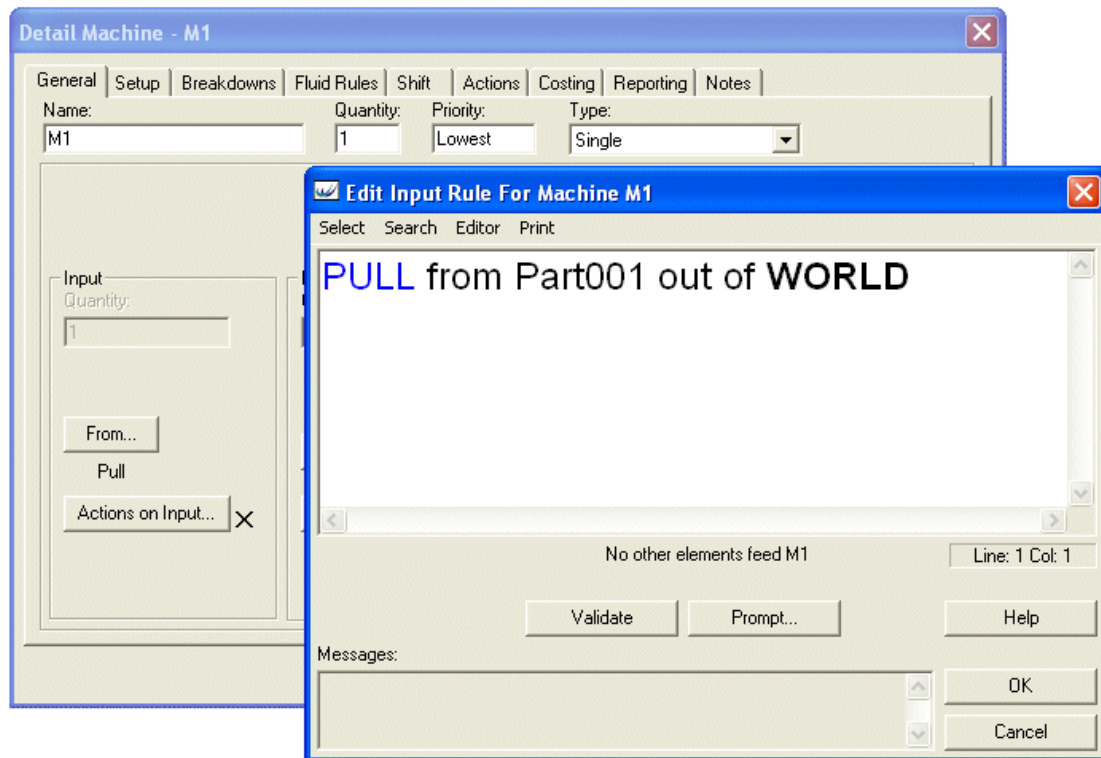 Detail Machine - M1
General Setup Breakdowns Fluid Rules Shift Actions Costing Reporting Notes
Name: Quantity: Priority: Type:
M1 1 Lowest Single
Edit Input Rule For Machine M1
Select Search Editor Print
PULL from Part001 out of WORLD
Input
Quantity:
1
From...
Pull
Actions on Input...
No other elements feed M1 Line: 1 Col: 1
Validate Prompt... Help
Messages:
OK
Cancel